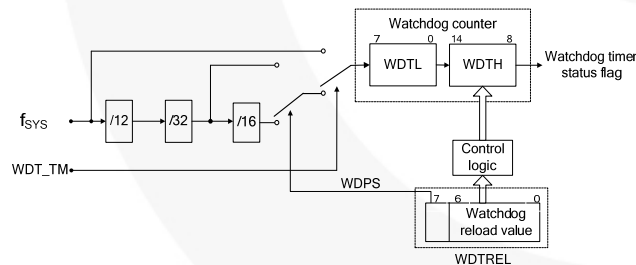 Watchdog counter
7 0 14 8
WDTL WDTH
Watchdog timer
status flag
fSYS
/12 /32 /16
WDT_TM
Control
logic
WDPS
7 6 0
Watchdog
reload value
WDTREL